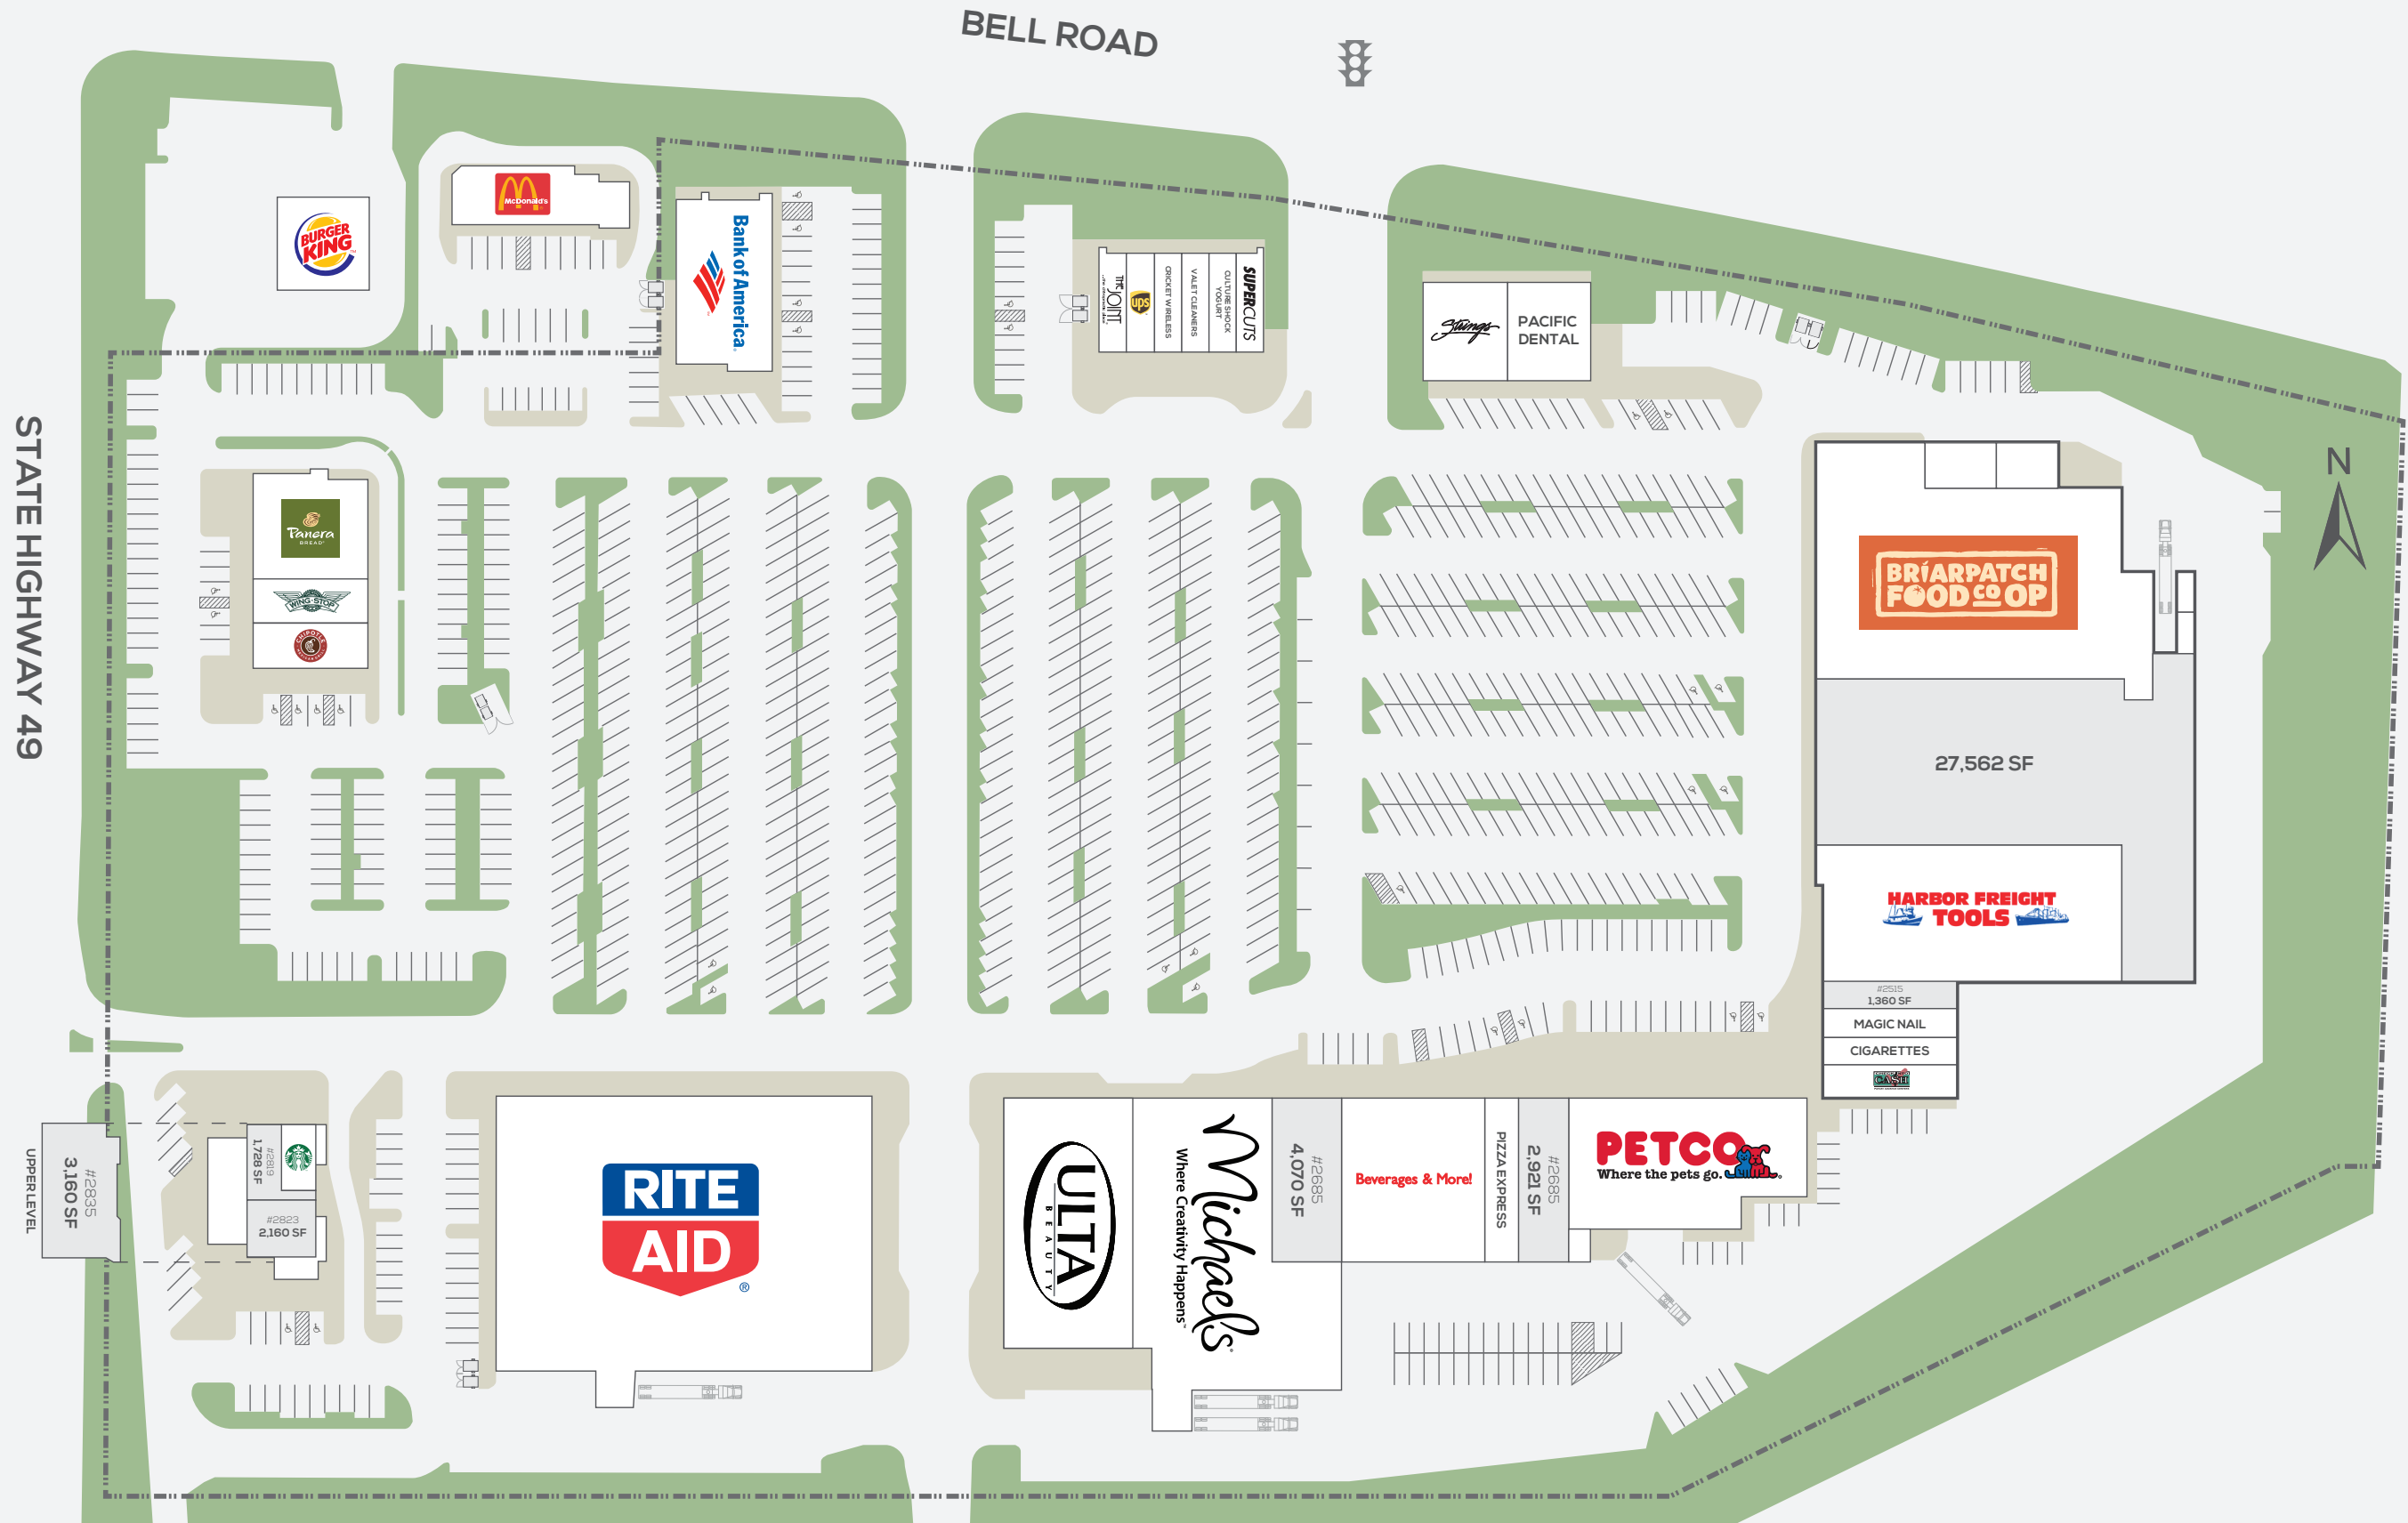 BELL ROAD
STATE HIGHWAY 49
N
BURGER
KING
McDonald's
Bank of America
THE JOINT
ups
CRICKET WIRELESS
VALET CLEANERS
CULTURE SHOCK
YOGURT
SUPERCUTS
Strings
PACIFIC
DENTAL
Panera
BREAD
WING·STOP
CHIPOTLE
BRIARPATCH
FOOD CO OP
27,562 SF
HARBOR FREIGHT
TOOLS
#2515
1,360 SF
MAGIC NAIL
CIGARETTES
CASH
UPPER LEVEL
#2835
3,160 SF
#2819
1,728 SF
#2823
2,160 SF
RITE
AID
®
ULTA
BEAUTY
Michaels
Where Creativity Happens™
#2685
4,070 SF
Beverages & More!
PIZZA EXPRESS
#2685
2,921 SF
PETCO
Where the pets go.